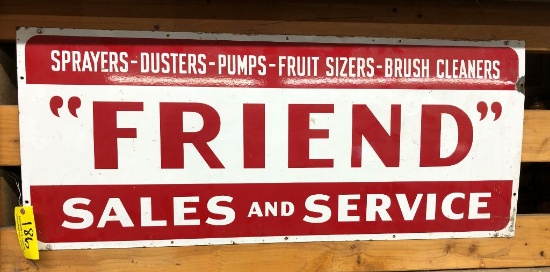 SPRAYERS-DUSTERS-PUMPS-FRUIT SIZERS-BRUSH CLEANERS
"FRIEND"
SALES AND SERVICE